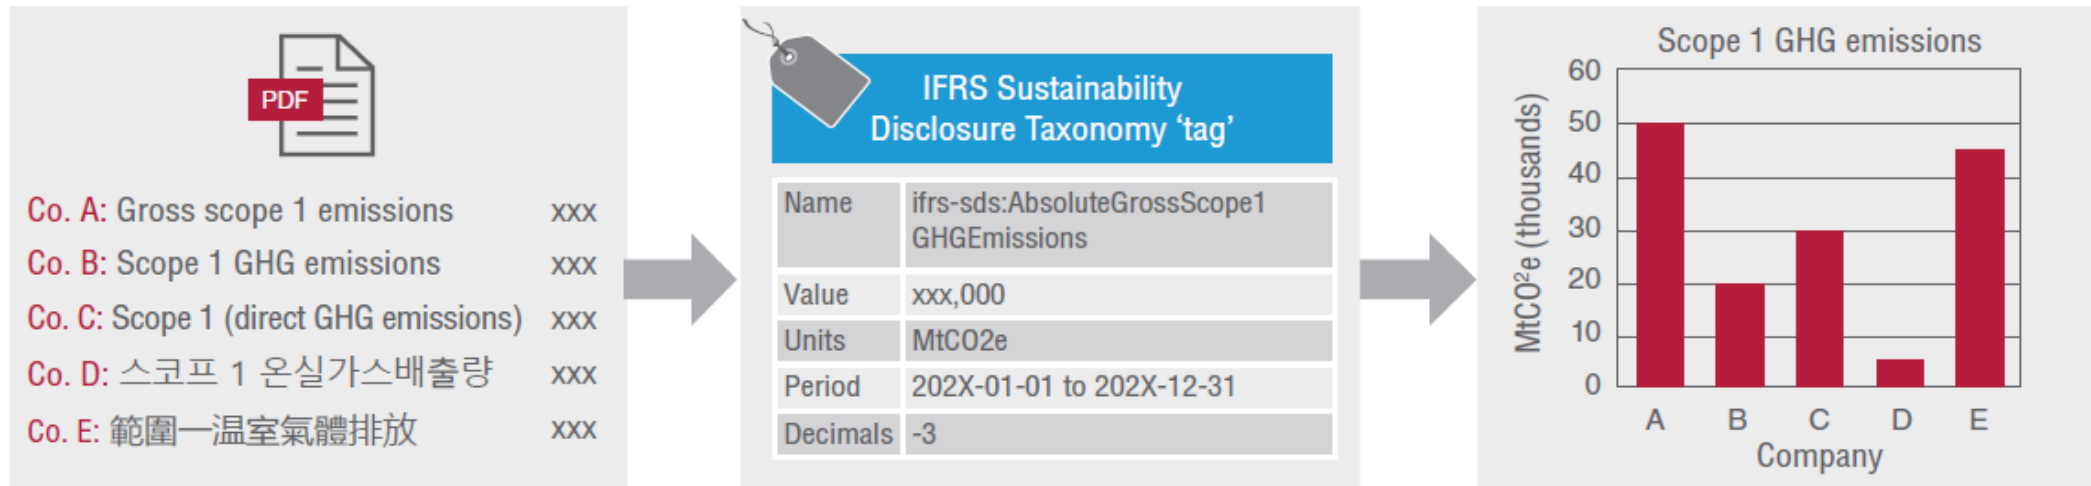 PDF
Co. A: Gross scope 1 emissions xxx
Co. B: Scope 1 GHG emissions xxx
Co. C: Scope 1 (direct GHG emissions) xxx
Co. D: 스코프 1 온실가스배출량 xxx
Co. E: 範圍一温室氣體排放 xxx
IFRS Sustainability
Disclosure Taxonomy ‘tag’
Name ifrs-sds:AbsoluteGrossScope1
GHGEmissions
Value xxx,000
Units MtCO2e
Period 202X-01-01 to 202X-12-31
Decimals -3
Scope 1 GHG emissions
MtCO²e (thousands)
60
50
40
30
20
10
0
A B C D E
Company